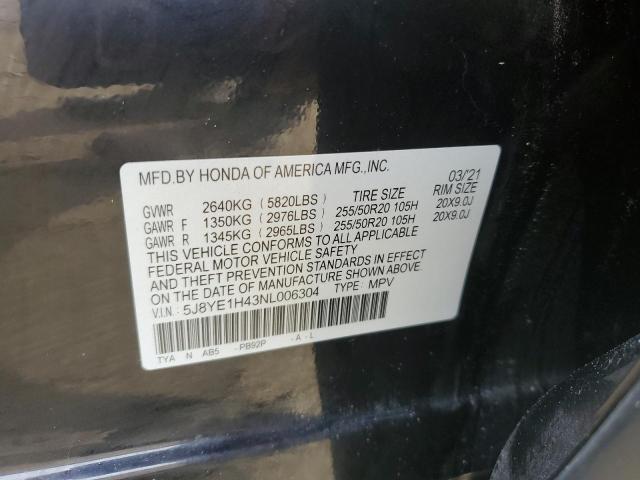 MFD.BY HONDA OF AMERICA MFG.,INC. 03/'21
GVWR 2640KG ( 5820LBS ) TIRE SIZE RIM SIZE
GAWR F 1350KG ( 2976LBS ) 255/50R20 105H 20X9.0J
GAWR R 1345KG ( 2965LBS ) 255/50R20 105H 20X9.0J
THIS VEHICLE CONFORMS TO ALL APPLICABLE
FEDERAL MOTOR VEHICLE SAFETY
AND THEFT PREVENTION STANDARDS IN EFFECT
ON THE DATE OF MANUFACTURE SHOWN ABOVE.
V.I.N.: 5J8YE1H43NL006304 TYPE: MPV
TYA N AB5 -PB92P -A-L